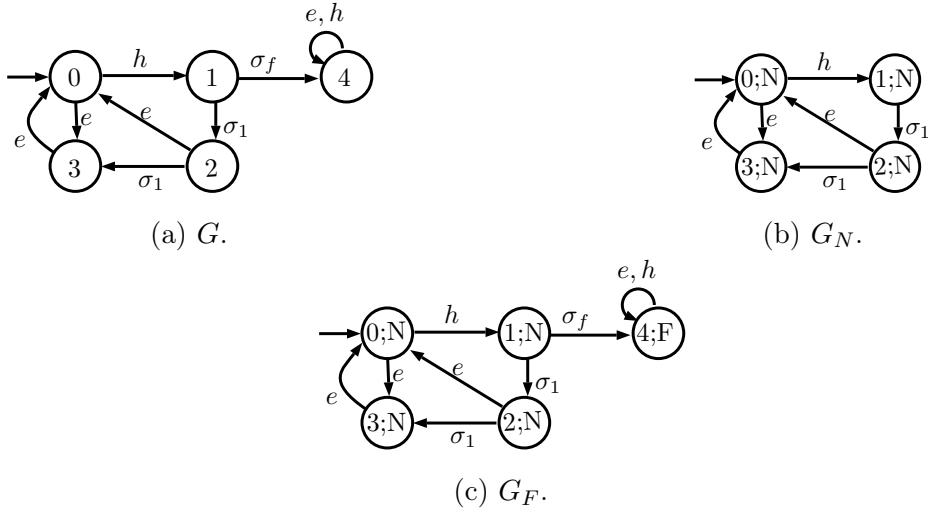 e, h
0 h 1 σ_f 4
e e e σ_1
3 σ_1 2
(a) G.
0;N h 1;N
e e e σ_1
3;N σ_1 2;N
(b) G_N.
e, h
0;N h 1;N σ_f 4;F
e e e σ_1
3;N σ_1 2;N
(c) G_F.